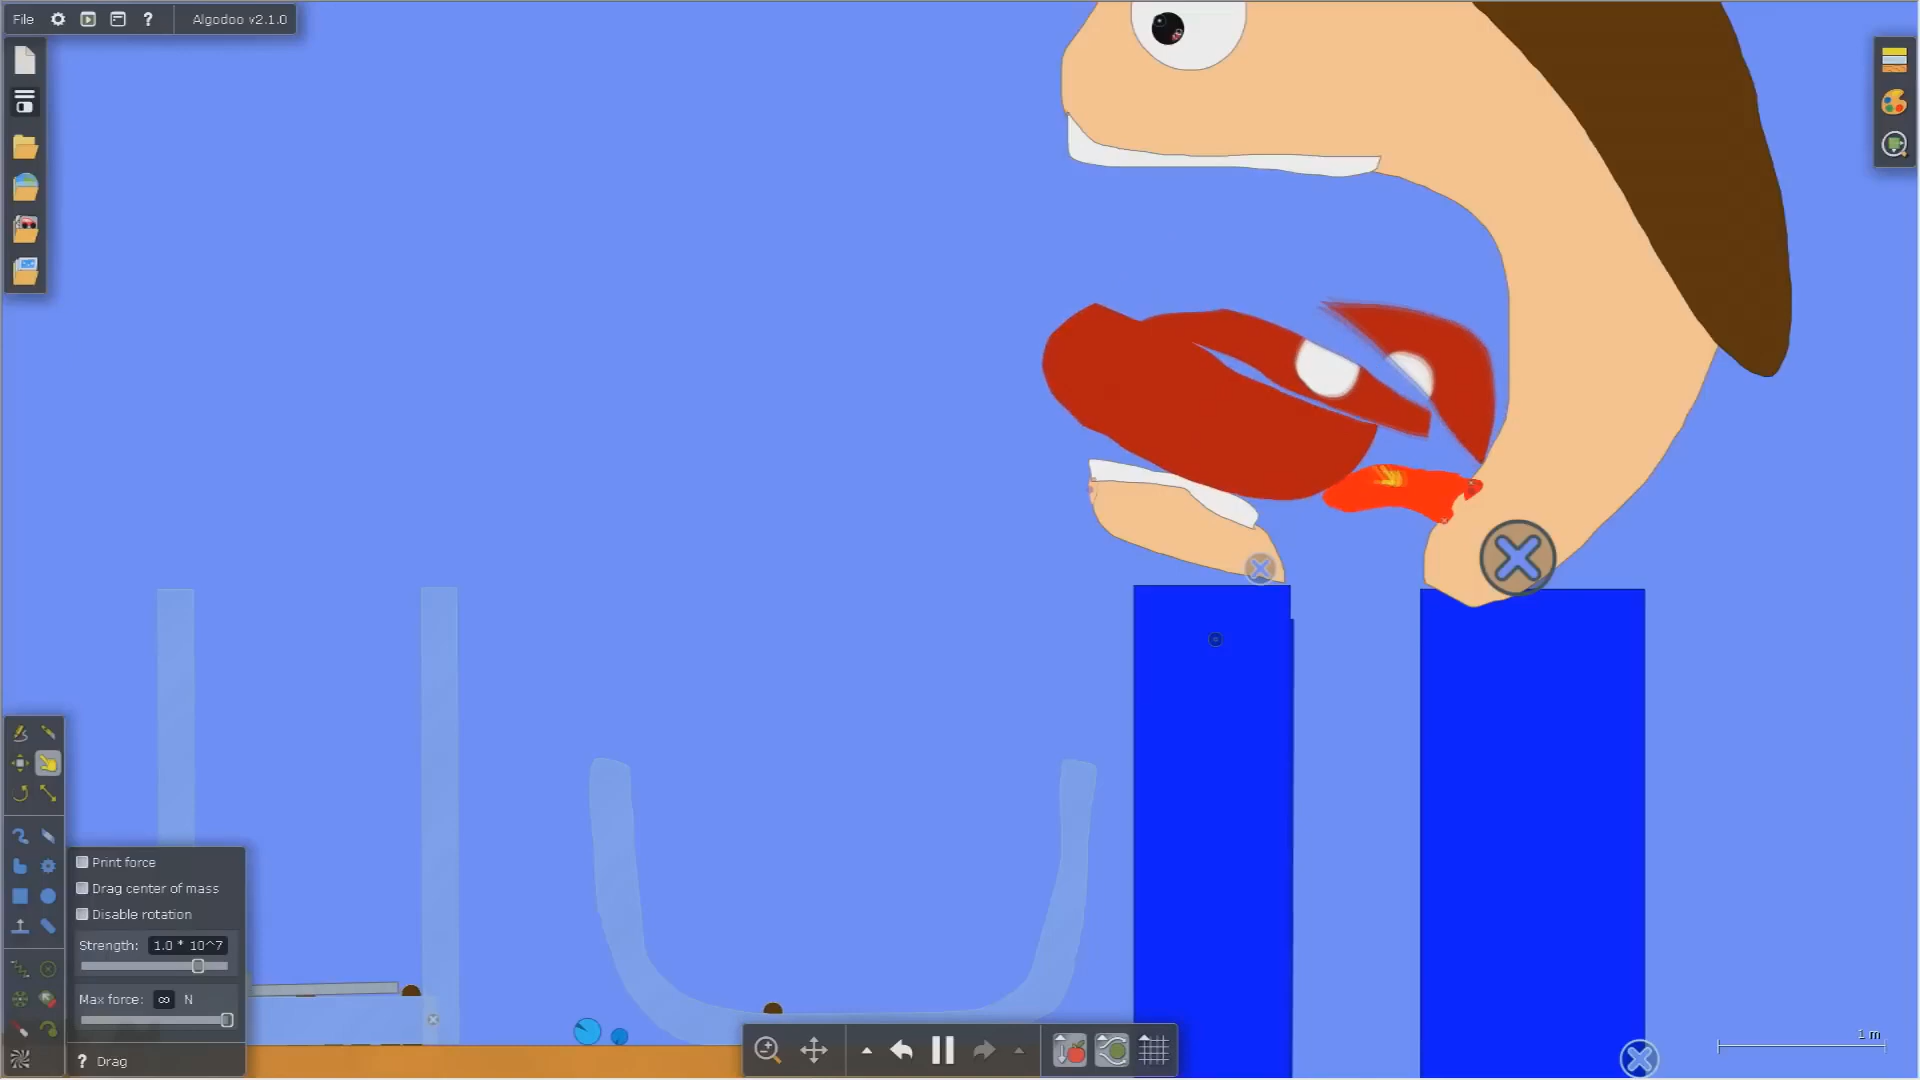 File ? Algodoo v2.1.0
Print force
Drag center of mass
Disable rotation
Strength: 1.0 * 10^7
Max force: ∞ N
? Drag
1 m